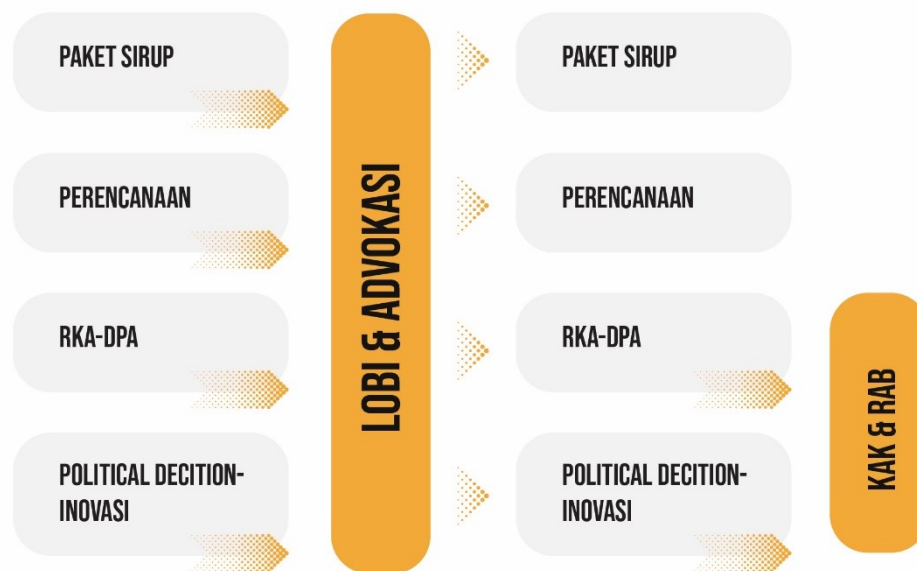 PAKET SIRUP
PERENCANAAN
RKA-DPA
POLITICAL DECITION-
INOVASI
LOBI & ADVOKASI
PAKET SIRUP
PERENCANAAN
RKA-DPA
POLITICAL DECITION-
INOVASI
KAK & RAB